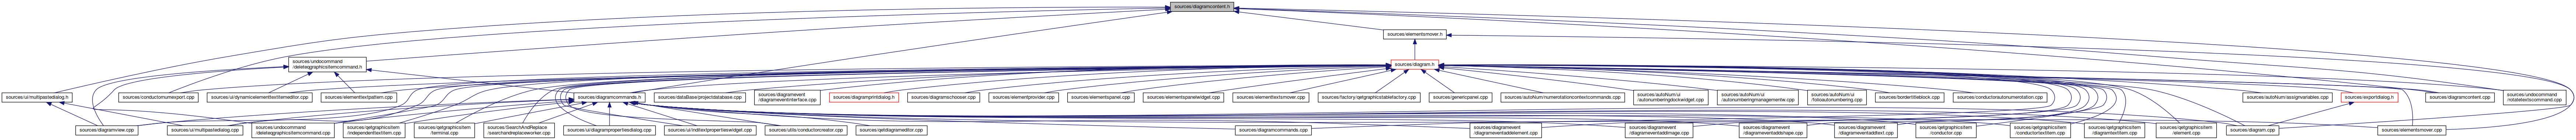 sources/diagramcontent.h
sources/elementsmover.h
sources/undocommand
/deleteqgraphicsitemcommand.h
sources/diagram.h
sources/ui/multipastedialog.h
sources/conductornumexport.cpp
sources/ui/dynamicelementtextitemeditor.cpp
sources/elementtextpattern.cpp
sources/diagramcommands.h
sources/dataBase/projectdatabase.cpp
sources/diagramevent
/diagrameventinterface.cpp
sources/diagramprintdialog.h
sources/diagramschooser.cpp
sources/elementprovider.cpp
sources/elementspanel.cpp
sources/elementspanelwidget.cpp
sources/elementtextsmover.cpp
sources/factory/qetgraphicstablefactory.cpp
sources/genericpanel.cpp
sources/autoNum/numerotationcontextcommands.cpp
sources/autoNum/ui
/autonumberingdockwidget.cpp
sources/autoNum/ui
/autonumberingmanagementw.cpp
sources/autoNum/ui
/folioautonumbering.cpp
sources/bordertitleblock.cpp
sources/conductorautonumerotation.cpp
sources/autoNum/assignvariables.cpp
sources/exportdialog.h
sources/diagramcontent.cpp
sources/undocommand
/rotatetextscommand.cpp
sources/diagramview.cpp
sources/ui/multipastedialog.cpp
sources/undocommand
/deleteqgraphicsitemcommand.cpp
sources/qetgraphicsitem
/independenttextitem.cpp
sources/qetgraphicsitem
/terminal.cpp
sources/SearchAndReplace
/searchandreplaceworker.cpp
sources/ui/diagrampropertiesdialog.cpp
sources/ui/inditextpropertieswidget.cpp
sources/utils/conductorcreator.cpp
sources/qetdiagrameditor.cpp
sources/diagramcommands.cpp
sources/diagramevent
/diagrameventaddelement.cpp
sources/diagramevent
/diagrameventaddimage.cpp
sources/diagramevent
/diagrameventaddshape.cpp
sources/diagramevent
/diagrameventaddtext.cpp
sources/qetgraphicsitem
/conductor.cpp
sources/qetgraphicsitem
/conductortextitem.cpp
sources/qetgraphicsitem
/diagramtextitem.cpp
sources/qetgraphicsitem
/element.cpp
sources/diagram.cpp
sources/elementsmover.cpp